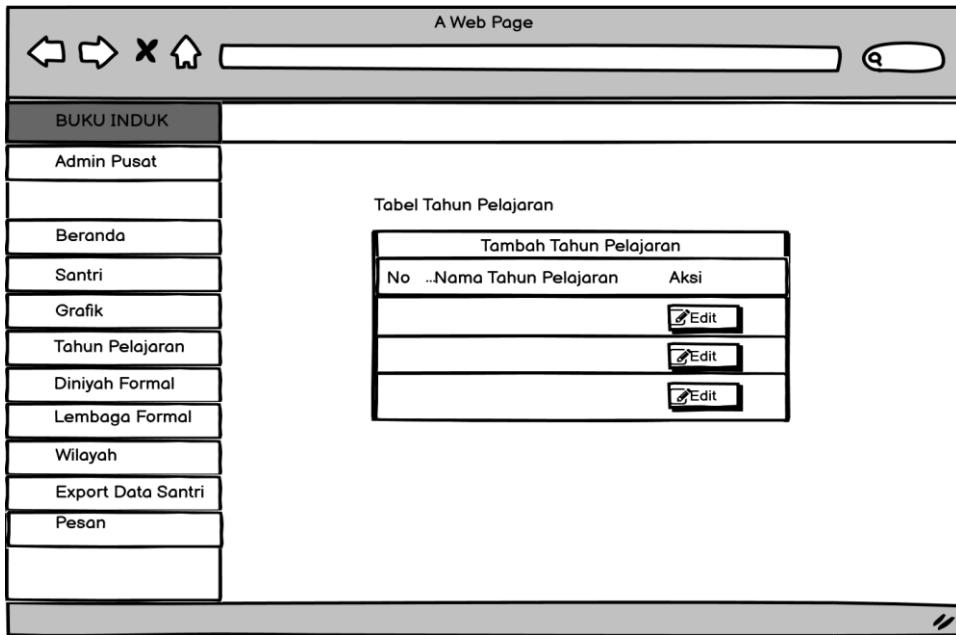 A Web Page
BUKU INDUK
Admin Pusat
Beranda
Santri
Grafik
Tahun Pelajaran
Diniyah Formal
Lembaga Formal
Wilayah
Export Data Santri
Pesan
Tabel Tahun Pelajaran
Tambah Tahun Pelajaran
No ...Nama Tahun Pelajaran Aksi
Edit
Edit
Edit